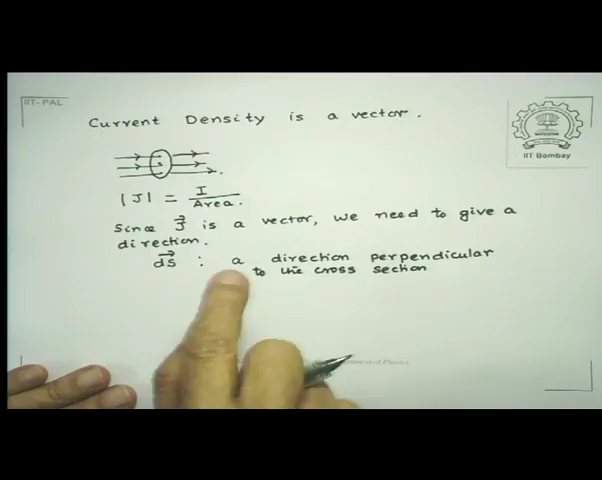 IIT-PAL
Current Density is a vector.
IIT Bombay
|J| = I / Area.
Since J⃗ is a vector, we need to give a
direction.
d⃗s : a direction perpendicular
to the cross section